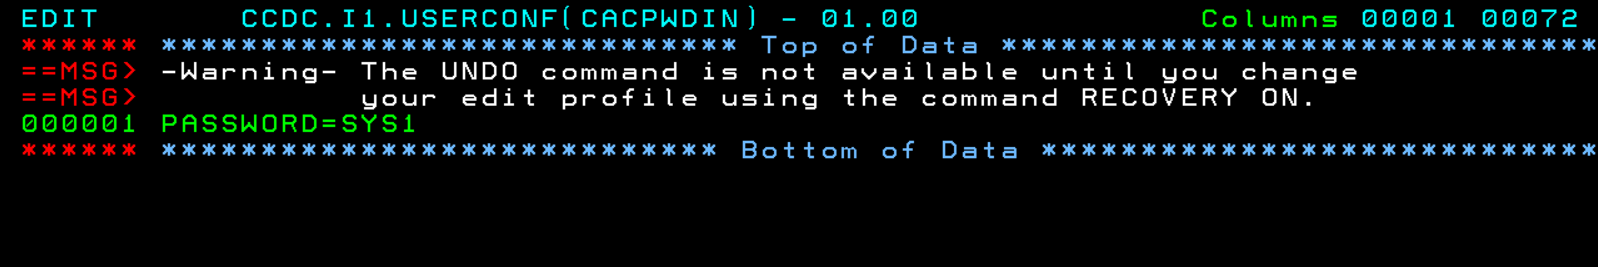 EDIT       CCDC.I1.USERCONF(CACPWDIN) - 01.00              Columns 00001 00072
****** ***************************** Top of Data ******************************
==MSG> -Warning- The UNDO command is not available until you change
==MSG>           your edit profile using the command RECOVERY ON.
000001 PASSWORD=SYS1
****** **************************** Bottom of Data ****************************